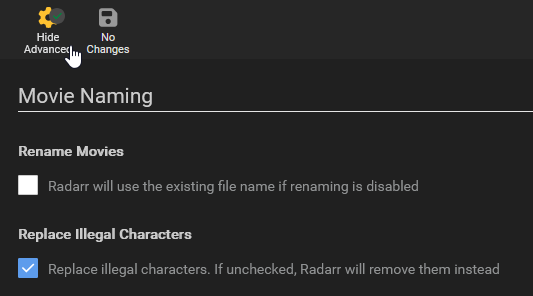 Hide
Advanced
No
Changes
Movie Naming
Rename Movies
Radarr will use the existing file name if renaming is disabled
Replace Illegal Characters
Replace illegal characters. If unchecked, Radarr will remove them instead